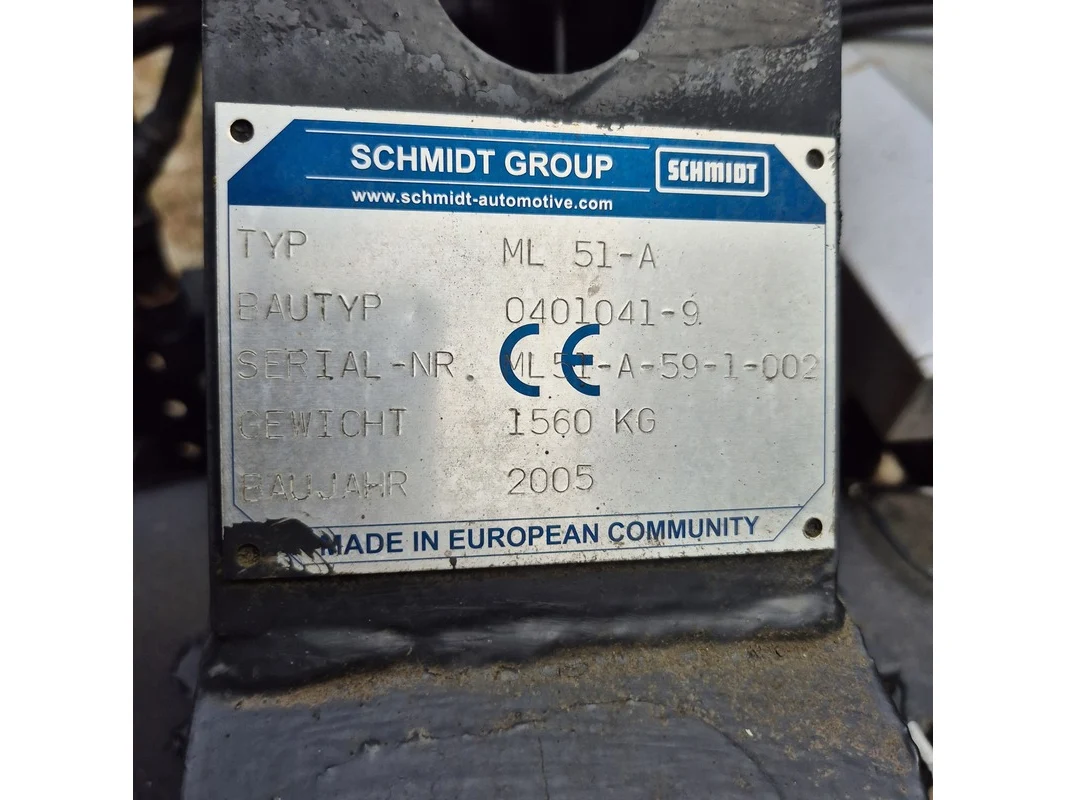 SCHMIDT GROUP SCHMIDT
www.schmidt-automotive.com
TYP ML 51-A
BAUTYP 0401041-9
CE
SERIAL-NR. ML51-A-59-1-002
GEWICHT 1560 KG
BAUJAHR 2005
MADE IN EUROPEAN COMMUNITY